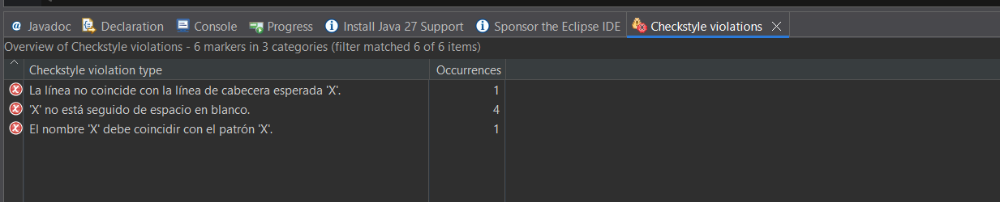 Javadoc Declaration Console Progress Install Java 27 Support Sponsor the Eclipse IDE Checkstyle violations
Overview of Checkstyle violations - 6 markers in 3 categories (filter matched 6 of 6 items)
Checkstyle violation type Occurrences
La línea no coincide con la línea de cabecera esperada 'X'. 1
'X' no está seguido de espacio en blanco. 4
El nombre 'X' debe coincidir con el patrón 'X'. 1